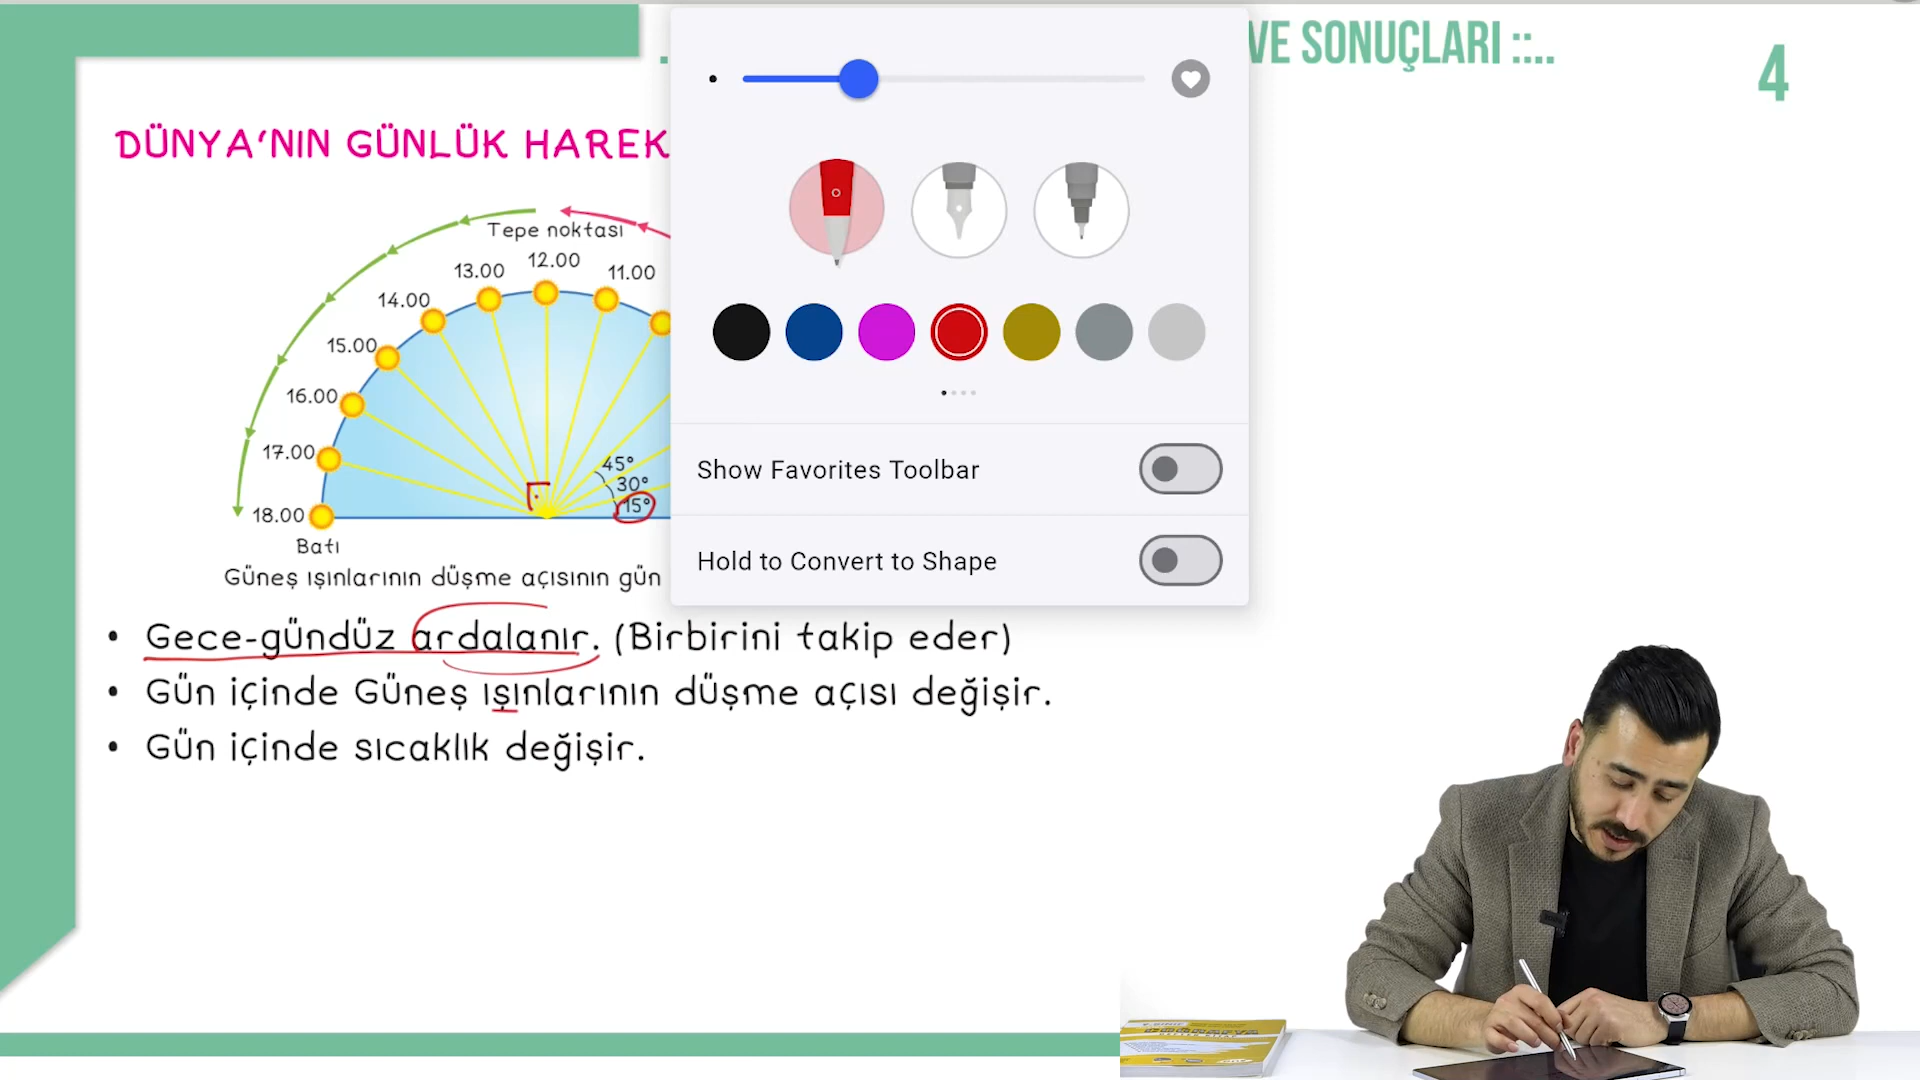 VE SONUÇLARI ::..
4
DÜNYA'NIN GÜNLÜK HAREK
Tepe noktası
12.00
13.00
11.00
14.00
15.00
16.00
17.00
18.00
45°
30°
15°
Batı
Güneş ışınlarının düşme açısının gün
• Gece-gündüz ardalanır. (Birbirini takip eder)
• Gün içinde Güneş ışınlarının düşme açısı değişir.
• Gün içinde sıcaklık değişir.
Show Favorites Toolbar
Hold to Convert to Shape